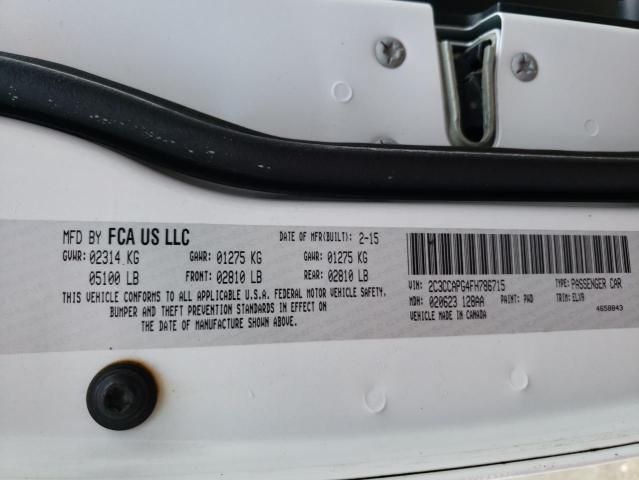 MFD BY FCA US LLC DATE OF MFR(BUILT): 2-15
GVWR: 02314 KG GAWR: 01275 KG GAWR: 01275 KG
05100 LB FRONT: 02810 LB REAR: 02810 LB
THIS VEHICLE CONFORMS TO ALL APPLICABLE U.S.A. FEDERAL MOTOR VEHICLE SAFETY,
BUMPER AND THEFT PREVENTION STANDARDS IN EFFECT ON
THE DATE OF MANUFACTURE SHOWN ABOVE.
VIN: 2C3CCAPG4FH786715 TYPE: PASSENGER CAR
MDH: 020623 128AA PAINT: PWD TRIM: ELX9
VEHICLE MADE IN CANADA 4650843